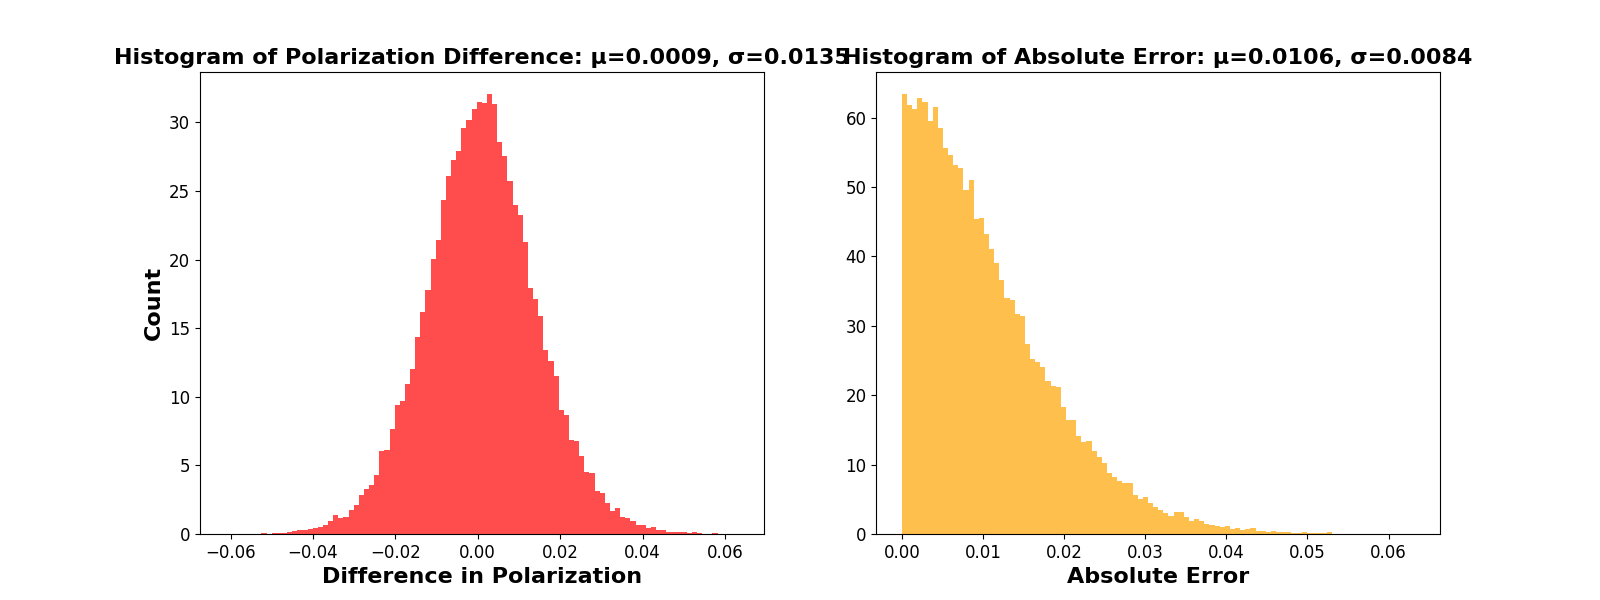 Histogram of Polarization Difference: μ=0.0009, σ=0.0135
Histogram of Absolute Error: μ=0.0106, σ=0.0084
Count
30
25
20
15
10
5
0
−0.06 −0.04 −0.02 0.00 0.02 0.04 0.06
Difference in Polarization
60
50
40
30
20
10
0
0.00 0.01 0.02 0.03 0.04 0.05 0.06
Absolute Error